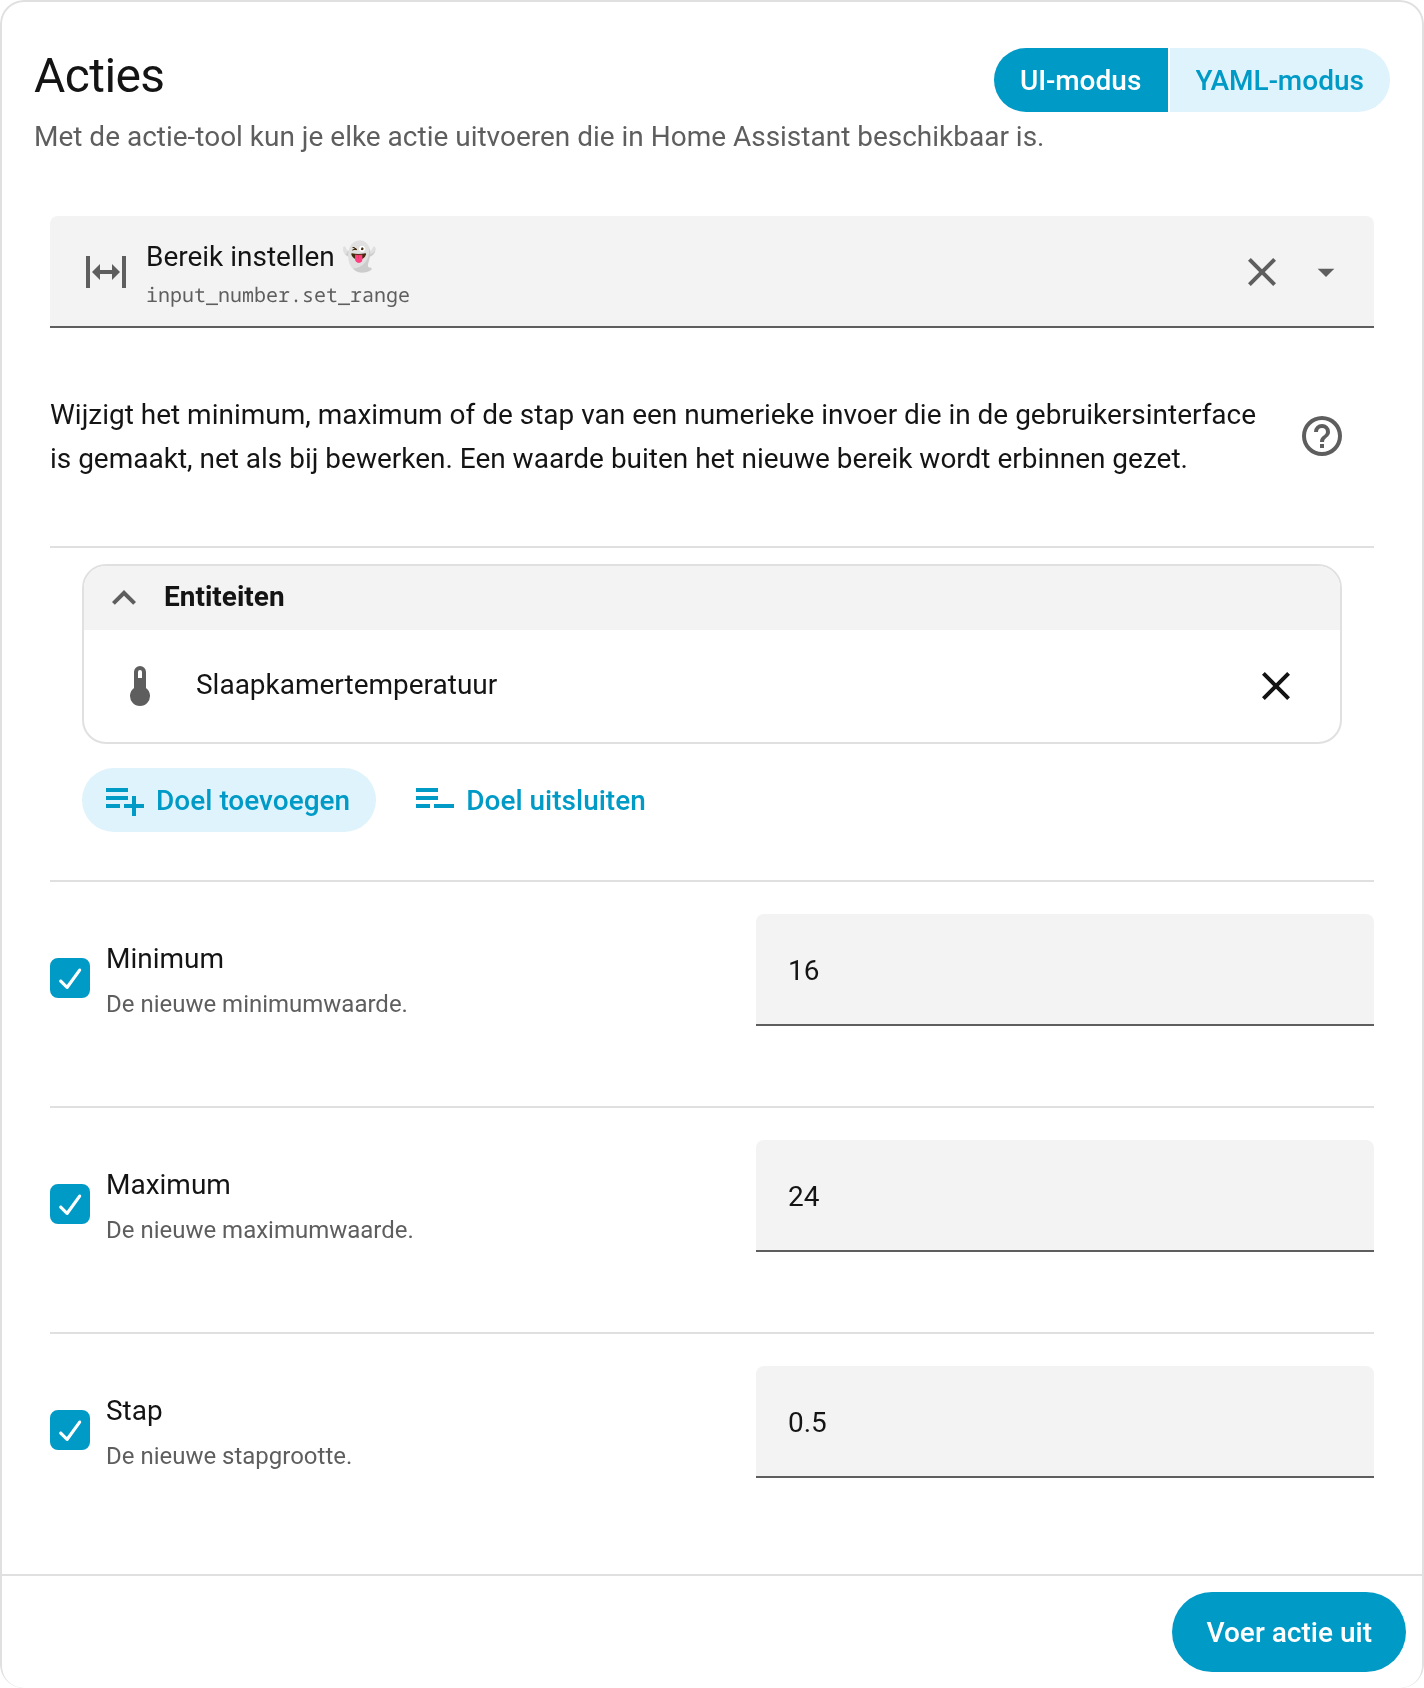 Acties
UI-modus
YAML-modus
Met de actie-tool kun je elke actie uitvoeren die in Home Assistant beschikbaar is.
Bereik instellen 👻
input_number.set_range
Wijzigt het minimum, maximum of de stap van een numerieke invoer die in de gebruikersinterface
is gemaakt, net als bij bewerken. Een waarde buiten het nieuwe bereik wordt erbinnen gezet.
Entiteiten
Slaapkamertemperatuur
Doel toevoegen
Doel uitsluiten
Minimum
De nieuwe minimumwaarde.
16
Maximum
De nieuwe maximumwaarde.
24
Stap
De nieuwe stapgrootte.
0.5
Voer actie uit